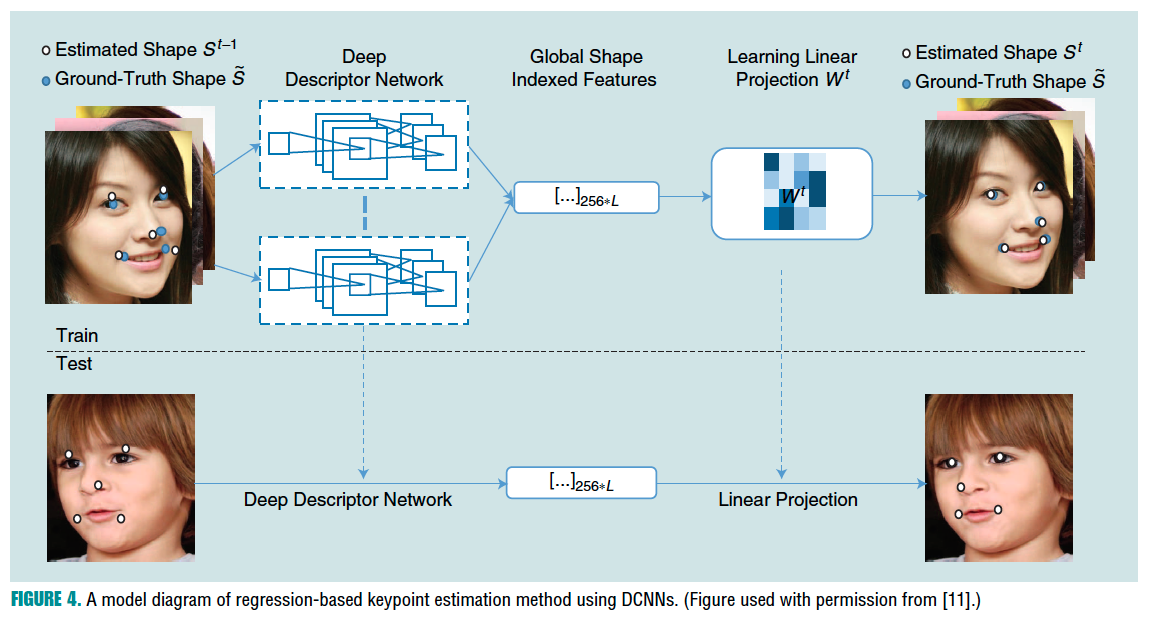 Estimated Shape S^{t–1}
Ground-Truth Shape S̃
Deep
Descriptor Network
Global Shape
Indexed Features
Learning Linear
Projection W^t
Estimated Shape S^t
Ground-Truth Shape S̃
[...]_{256*L}
W^t
Train
Test
Deep Descriptor Network
[...]_{256*L}
Linear Projection
FIGURE 4. A model diagram of regression-based keypoint estimation method using DCNNs. (Figure used with permission from [11].)